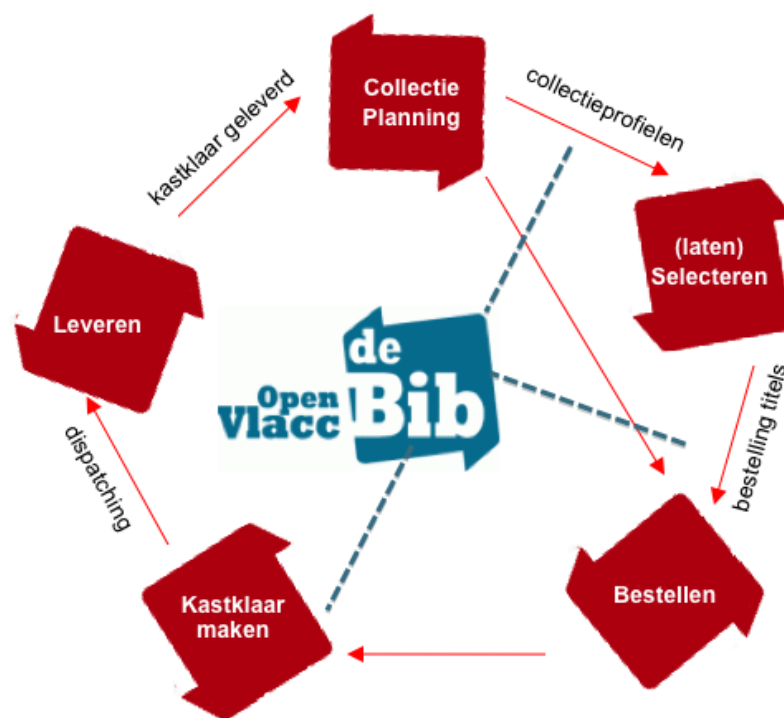 Collectie
Planning
collectieprofielen
(laten)
Selecteren
bestelling titels
Bestellen
Kastklaar
maken
dispatching
Leveren
kastklaar geleverd
de
Open
Vlacc Bib